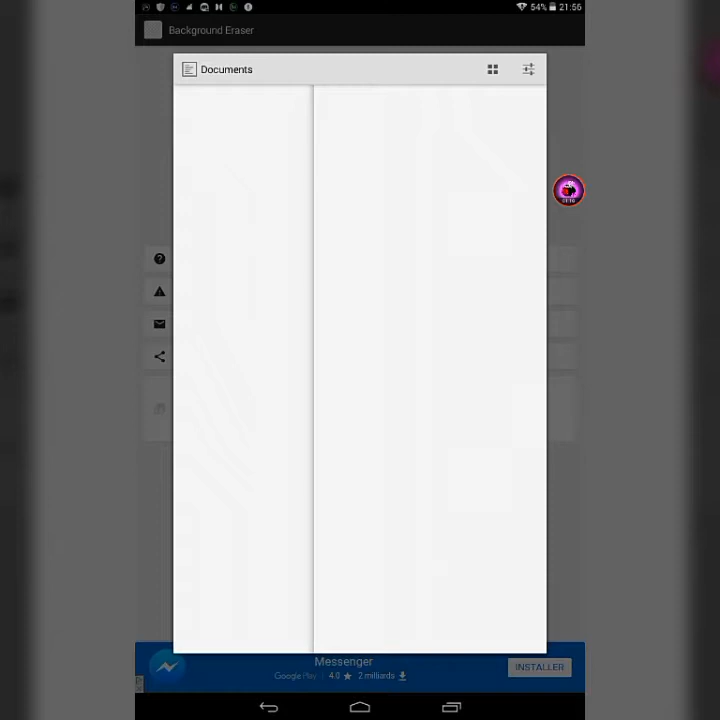 54% 21:56
Background Eraser
Documents
Messenger
Google Play 4.0 ★ 2 milliards
INSTALLER